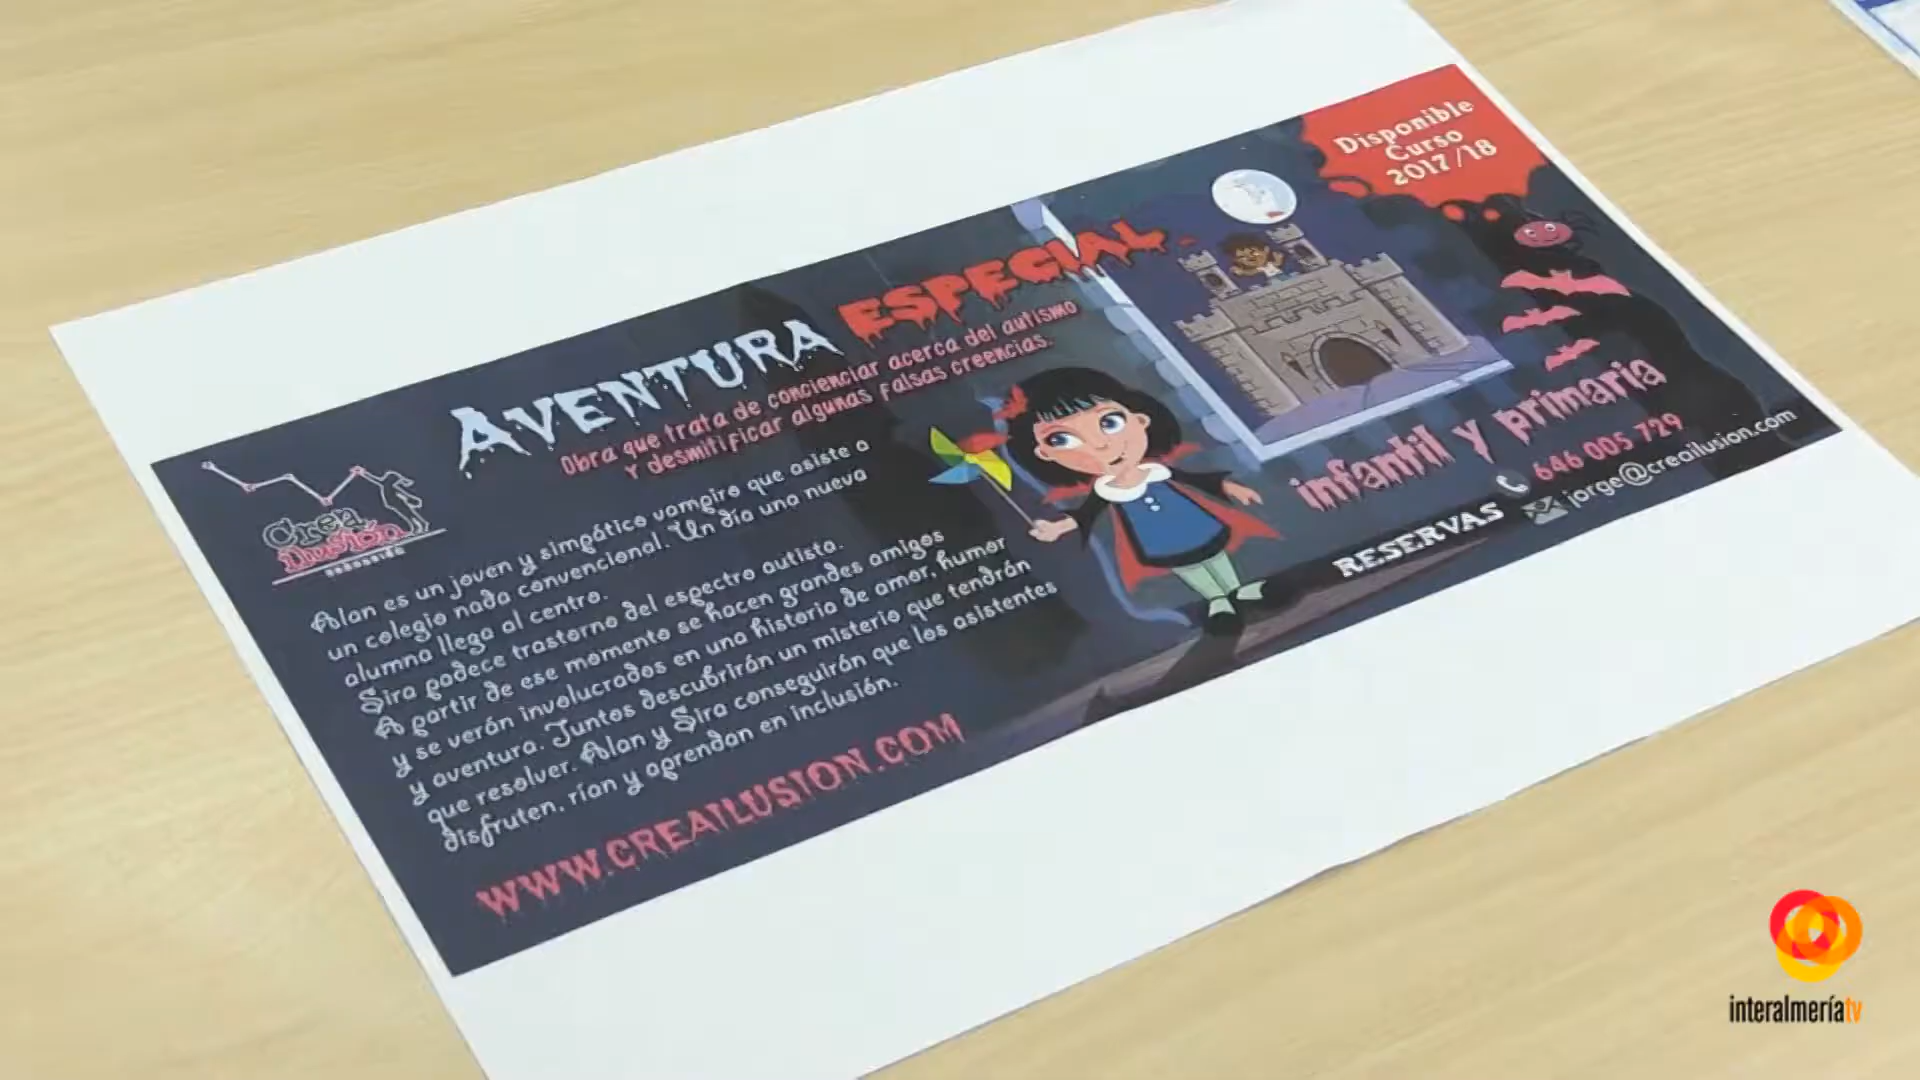 Disponible
Curso
2017/18
AVENTURA ESPECIAL
Obra que trata de concienciar acerca del autismo
y desmitificar algunas falsas creencias.
Crea
ilusión
Alan es un joven y simpático vampiro que asiste a
un colegio nada convencional. Un día una nueva
alumna llega al centro.
Sira padece trastorno del espectro autista.
A partir de ese momento se hacen grandes amigos
y se verán involucrados en una historia de amor, humor
y aventura. Juntos descubrirán un misterio que tendrán
que resolver. Alan y Sira conseguirán que los asistentes
disfruten, rían y aprendan en inclusión.
WWW.CREAILUSION.COM
infantil y primaria
RESERVAS
646 005 729
jorge@creailusion.com
interalmeríatv